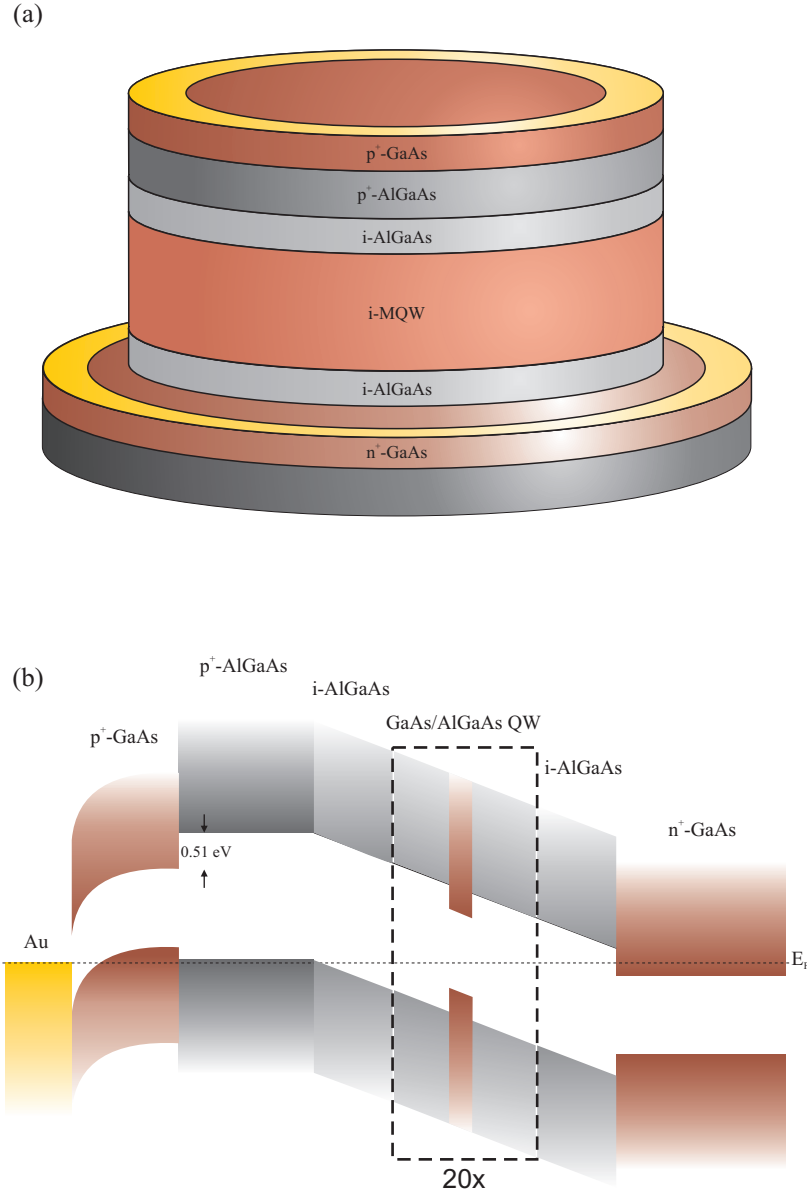 (a)
p⁺-GaAs
p⁺-AlGaAs
i-AlGaAs
i-MQW
i-AlGaAs
n⁺-GaAs
(b)
p⁺-AlGaAs
i-AlGaAs
GaAs/AlGaAs QW
p⁺-GaAs
i-AlGaAs
n⁺-GaAs
0.51 eV
Au
E
20x